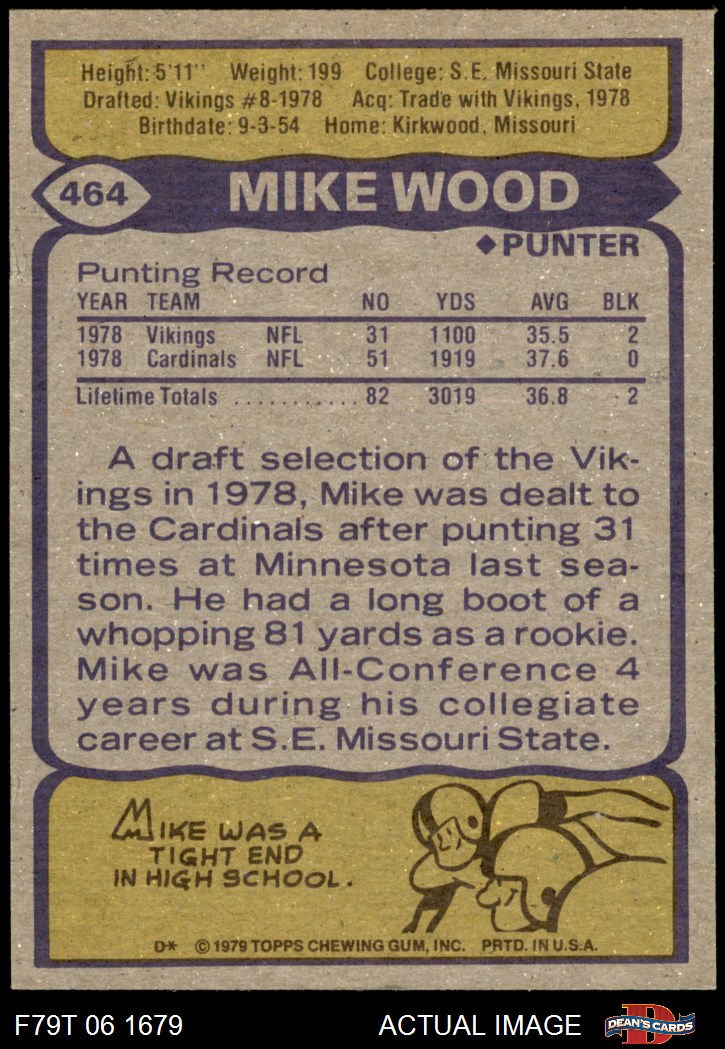 Height: 5'11" Weight: 199 College: S.E. Missouri State
Drafted: Vikings #8-1978 Acq: Trade with Vikings, 1978
Birthdate: 9-3-54 Home: Kirkwood, Missouri
464 MIKE WOOD
◆PUNTER
Punting Record
YEAR TEAM NO YDS AVG BLK
1978 Vikings NFL 31 1100 35.5 2
1978 Cardinals NFL 51 1919 37.6 0
Lifetime Totals ........... 82 3019 36.8 2
A draft selection of the Vik-
ings in 1978, Mike was dealt to
the Cardinals after punting 31
times at Minnesota last sea-
son. He had a long boot of a
whopping 81 yards as a rookie.
Mike was All-Conference 4
years during his collegiate
career at S.E. Missouri State.
MIKE WAS A
TIGHT END
IN HIGH SCHOOL.
D* © 1979 TOPPS CHEWING GUM, INC. PRTD. IN U.S.A.
F79T 06 1679 ACTUAL IMAGE D DEAN'S CARDS